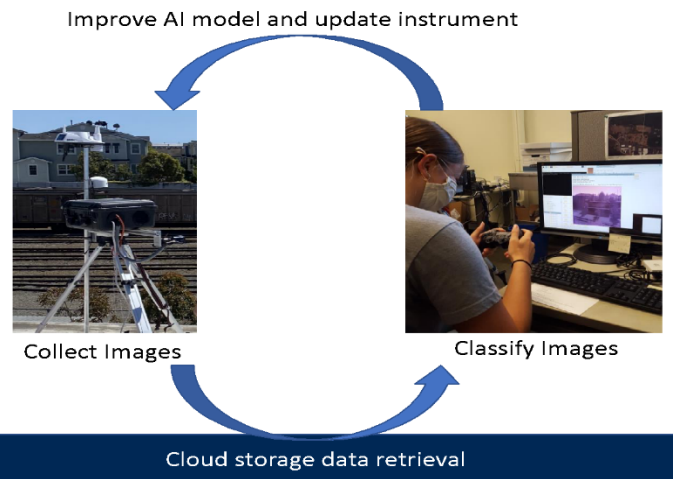 Improve AI model and update instrument
Collect Images
Classify Images
Cloud storage data retrieval